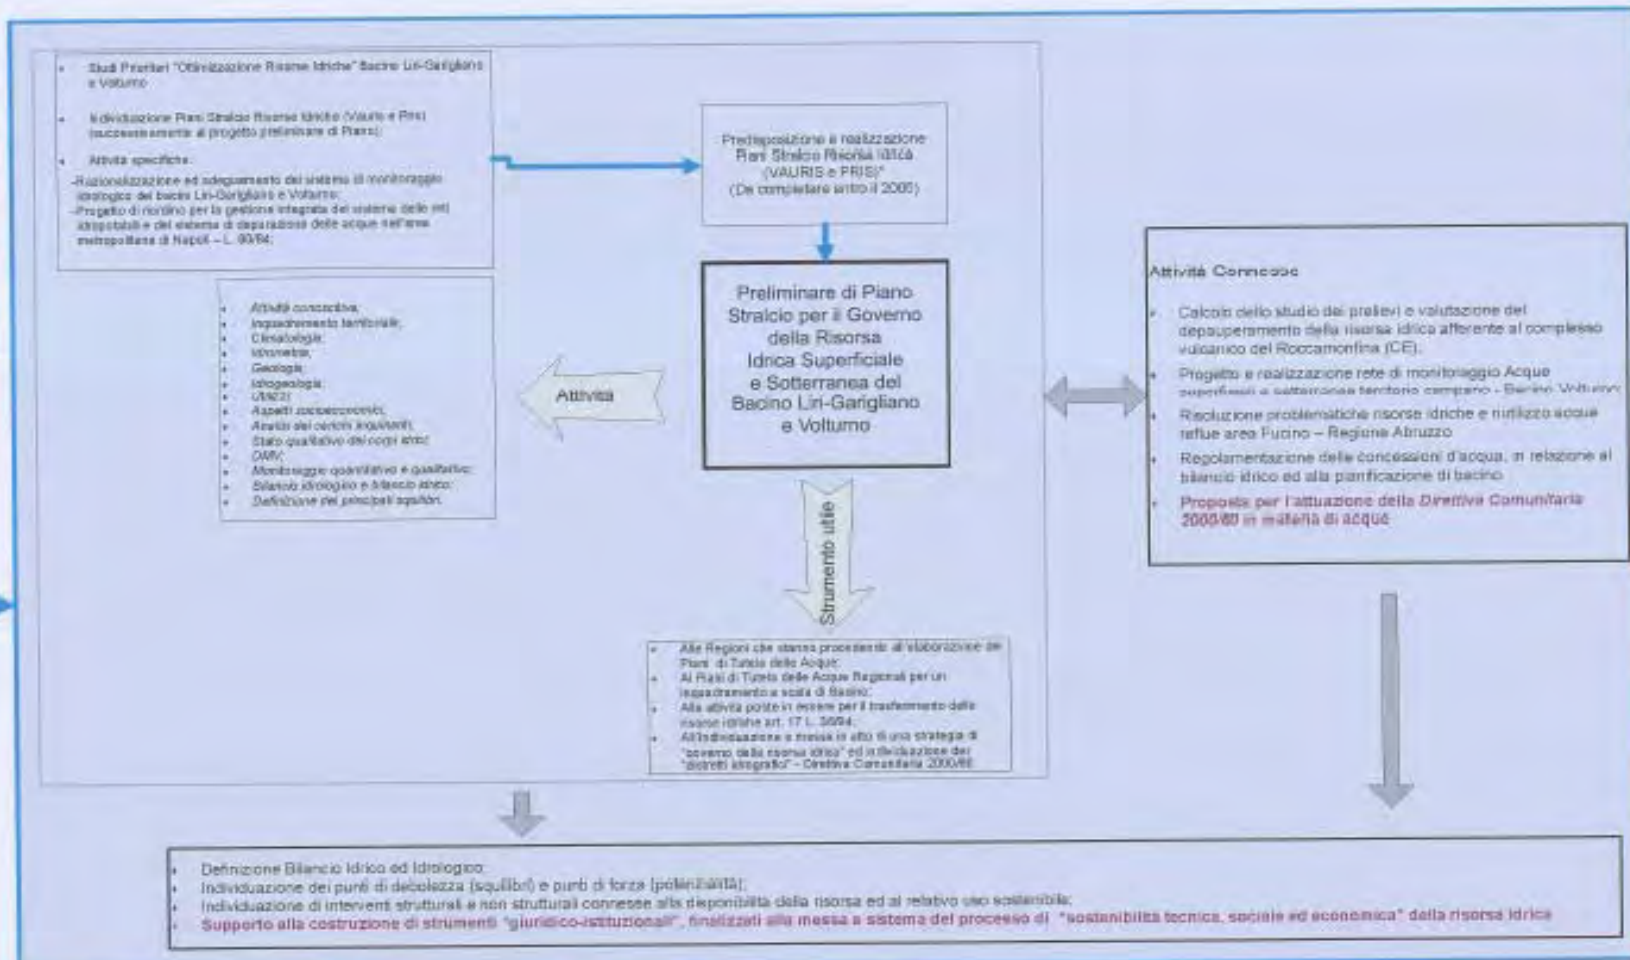 • Studi Prioritari "Ottimizzazione Risorse Idriche" Bacino Liri-Garigliano
e Volturno
• Individuazione Piani Stralcio Risorse Idriche (Vauris e Pris)
(successivamente al progetto preliminare di Piano);
• Attività specifiche:
-Razionalizzazione ed adeguamento del sistema di monitoraggio
idrologico del bacino Liri-Garigliano e Volturno;
-Progetto di riordino per la gestione integrata del sistema delle reti
idropotabili e del sistema di depurazione delle acque nell'area
metropolitana di Napoli – L.
Predisposizione e realizzazione
Piani Stralcio Risorsa Idrica
(VAURIS e PRIS)*
(Da completare entro il
Preliminare di Piano
Stralcio per il Governo
della Risorsa
Idrica Superficiale
e Sotterranea del
Bacino Liri-Garigliano
e Volturno
• Attività conoscitiva;
• Inquadramento territoriale;
• Climatologia;
• Idrometria;
• Geologia;
• Idrogeologia;
• Utilizzi;
• Aspetti socioeconomici;
• Analisi dei carichi inquinanti;
• Stato qualitativo dei corpi idrici;
• DMV;
• Monitoraggio quantitativo e qualitativo;
• Bilancio idrologico e bilancio idrico;
• Definizione dei principali squilibri.
Attività
Strumento utile
• Alle Regioni che stanno procedendo all'elaborazione dei
Piani di Tutela delle Acque;
• Ai Piani di Tutela delle Acque Regionali per un
inquadramento a scala di Bacino;
• Alle attività poste in essere per il trasferimento delle
risorse idriche art. 17 L. 36/94;
• All'individuazione e messa in atto di una strategia di
"governo della risorsa idrica" ed individuazione dei
"distretti idrografici" - Direttiva Comunitaria 2000/60
Attività Connesse
• Calcolo dello studio dei prelievi e valutazione del
depauperamento della risorsa idrica afferente al complesso
vulcanico del Roccamonfina (CE).
• Progetto e realizzazione rete di monitoraggio Acque
superficiali e sotterranee territorio campano - Bacino Volturno;
• Risoluzione problematiche risorse idriche e riutilizzo acque
reflue area Fucino – Regione Abruzzo
• Regolamentazione delle concessioni d'acqua, in relazione al
bilancio idrico ed alla pianificazione di bacino
• Proposta per l'attuazione della Direttiva Comunitaria
2000/60 in materia di acque
• Definizione Bilancio Idrico ed Idrologico;
• Individuazione dei punti di debolezza (squilibri) e punti di forza (potenzialità);
• Individuazione di interventi strutturali e non strutturali connesse alla disponibilità della risorsa ed al relativo uso sostenibile;
• Supporto alla costruzione di strumenti "giuridico-istituzionali", finalizzati alla messa a sistema del processo di "sostenibilità tecnica, sociale ed economica" della risorsa idrica